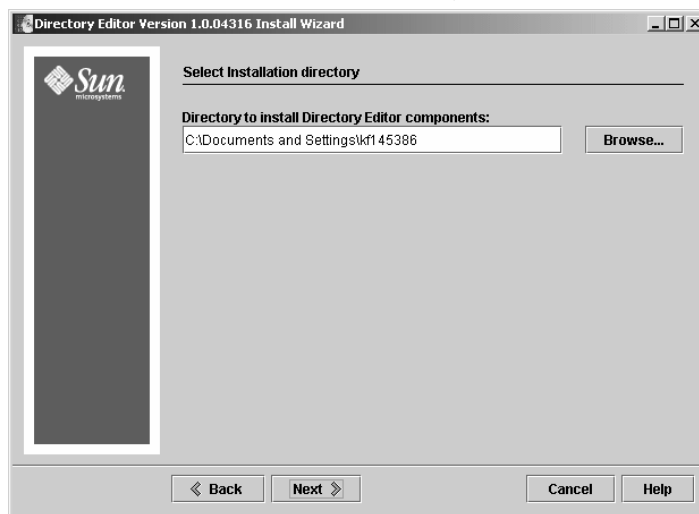 Directory Editor Version 1.0.04316 Install Wizard
Sun
microsystems
Select Installation directory
Directory to install Directory Editor components:
C:\Documents and Settings\kf145386
Browse...
Back
Next
Cancel
Help